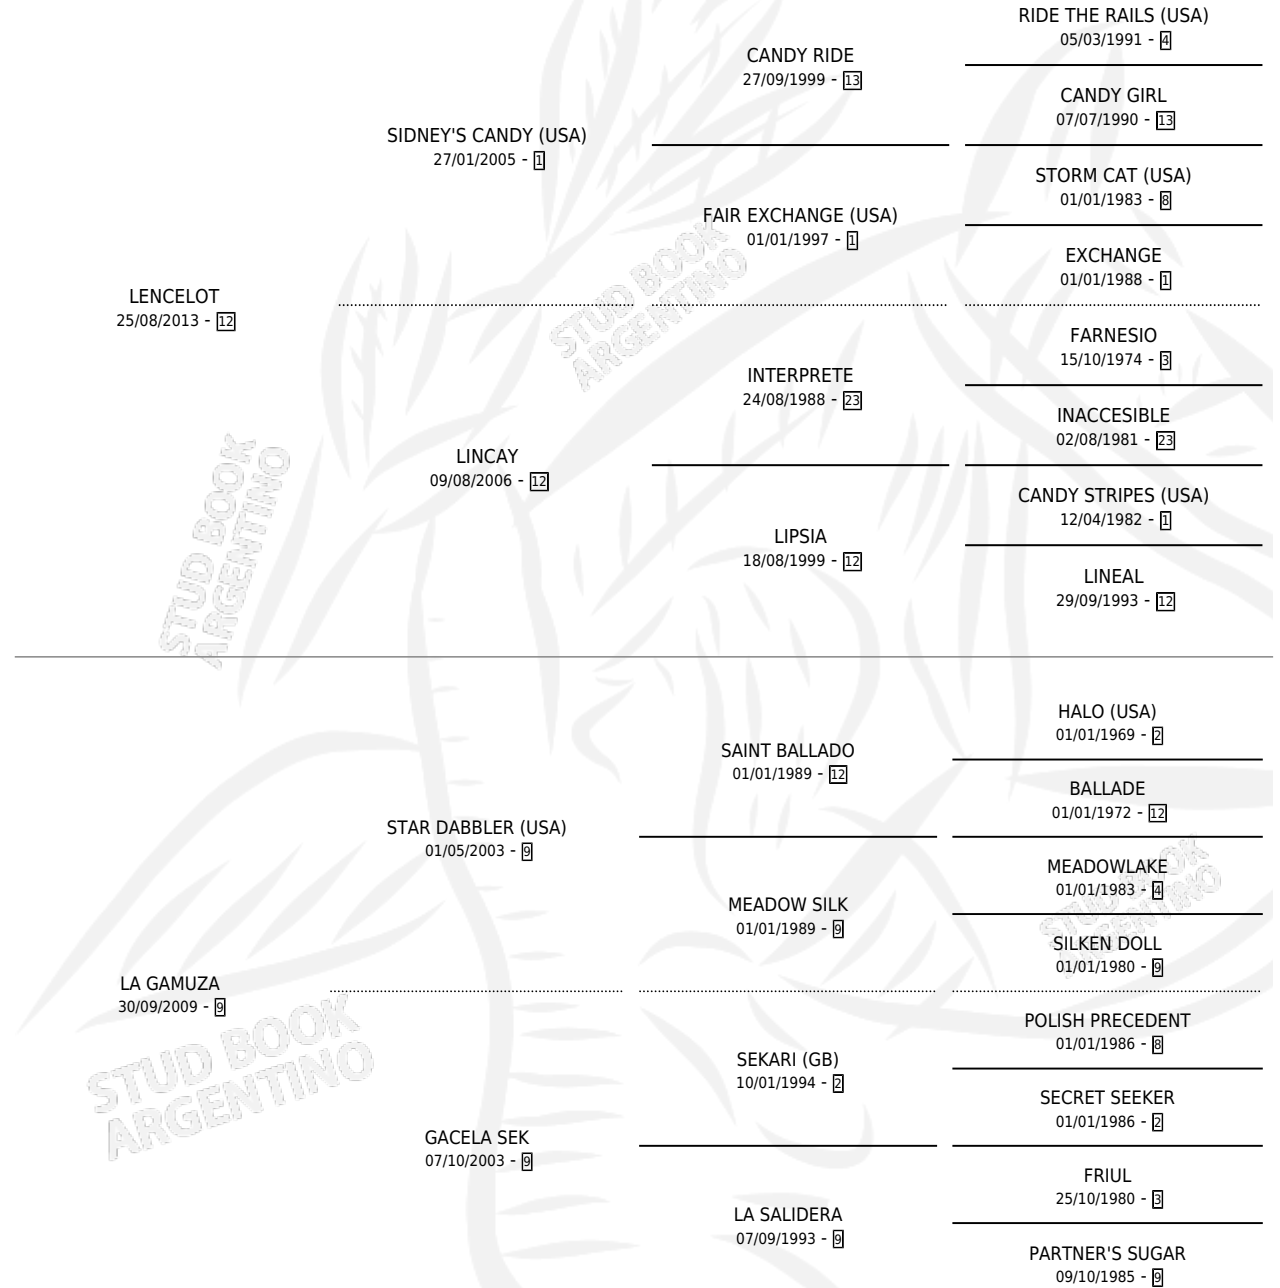 RIDE THE RAILS (USA)
05/03/1991 - 4
CANDY RIDE
27/09/1999 - 13
CANDY GIRL
07/07/1990 - 13
SIDNEY'S CANDY (USA)
27/01/2005 - 1
STORM CAT (USA)
01/01/1983 - 8
FAIR EXCHANGE (USA)
01/01/1997 - 1
EXCHANGE
01/01/1988 - 1
LENCELOT
25/08/2013 - 12
FARNESIO
15/10/1974 - 3
INTERPRETE
24/08/1988 - 23
INACCESIBLE
02/08/1981 - 23
LINCAY
09/08/2006 - 12
CANDY STRIPES (USA)
12/04/1982 - 1
LIPSIA
18/08/1999 - 12
LINEAL
29/09/1993 - 12
HALO (USA)
01/01/1969 - 2
SAINT BALLADO
01/01/1989 - 12
BALLADE
01/01/1972 - 12
STAR DABBLER (USA)
01/05/2003 - 9
MEADOWLAKE
01/01/1983 - 4
MEADOW SILK
01/01/1989 - 9
SILKEN DOLL
01/01/1980 - 9
LA GAMUZA
30/09/2009 - 9
POLISH PRECEDENT
01/01/1986 - 8
SEKARI (GB)
10/01/1994 - 2
SECRET SEEKER
01/01/1986 - 2
GACELA SEK
07/10/2003 - 9
FRIUL
25/10/1980 - 3
LA SALIDERA
07/09/1993 - 9
PARTNER'S SUGAR
09/10/1985 - 9
STUD BOOK
ARGENTINO
STUD BOOK
ARGENTINO
STUD BOOK
ARGENTINO
STUD BOOK
ARGENTINO